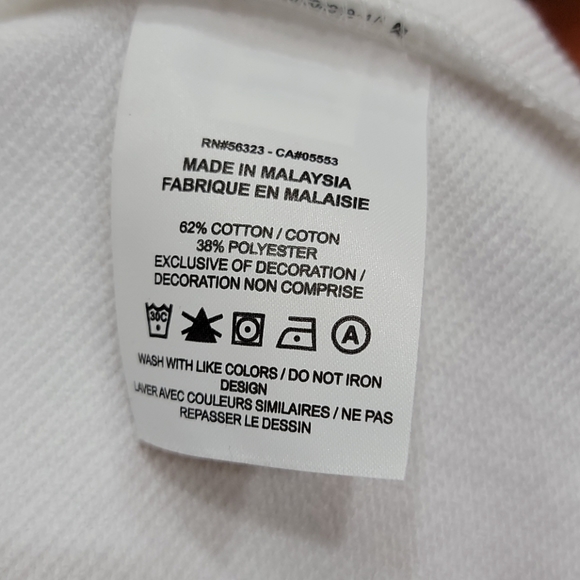 RN#56323 - CA#05553
MADE IN MALAYSIA
FABRIQUE EN MALAISIE
62% COTTON / COTON
38% POLYESTER
EXCLUSIVE OF DECORATION /
DECORATION NON COMPRISE
30C A
WASH WITH LIKE COLORS / DO NOT IRON
DESIGN
LAVER AVEC COULEURS SIMILAIRES / NE PAS
REPASSER LE DESSIN